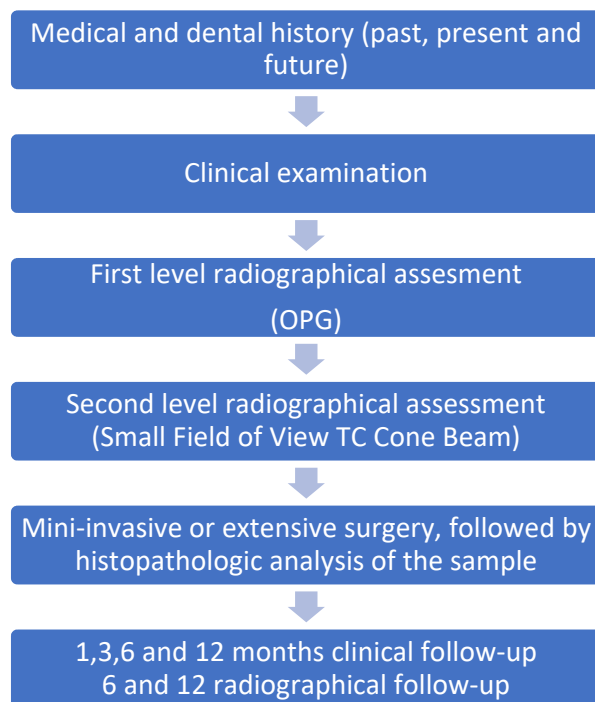 Medical and dental history (past, present and
future)
Clinical examination
First level radiographical assesment
(OPG)
Second level radiographical assessment
(Small Field of View TC Cone Beam)
Mini-invasive or extensive surgery, followed by
histopathologic analysis of the sample
1,3,6 and 12 months clinical follow-up
6 and 12 radiographical follow-up